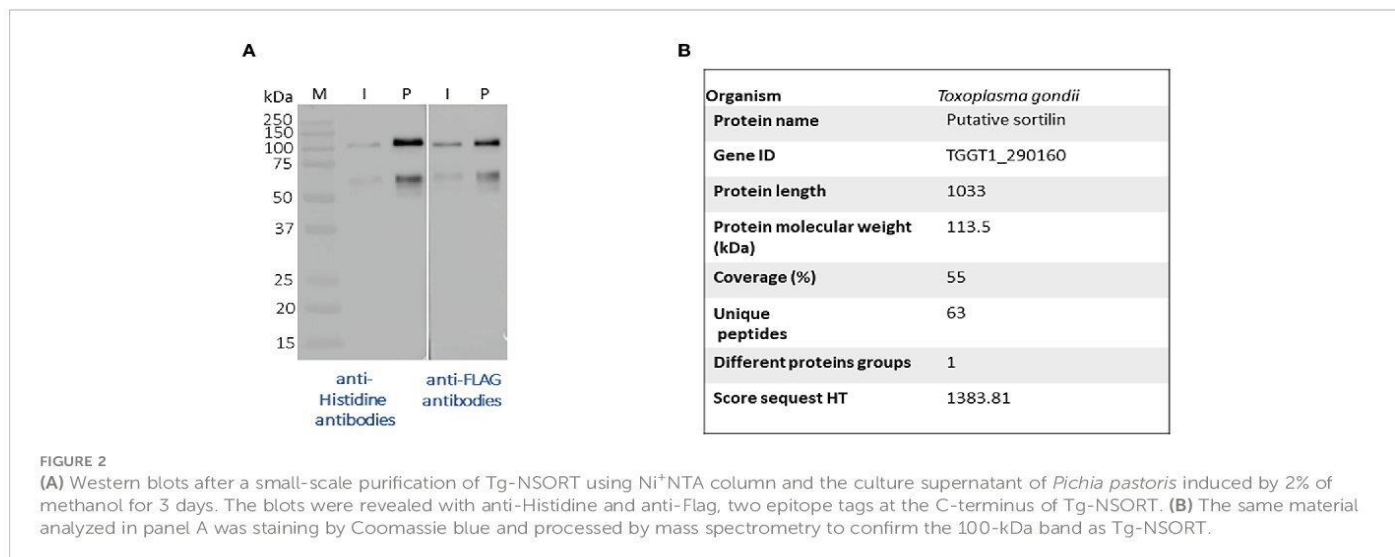 A
B
kDa M I P I P
250
150
100
75
50
37
25
20
15
anti-
Histidine
antibodies
anti-FLAG
antibodies
Organism Toxoplasma gondii
Protein name Putative sortilin
Gene ID TGGT1_290160
Protein length 1033
Protein molecular weight
(kDa) 113.5
Coverage (%) 55
Unique
peptides 63
Different proteins groups 1
Score sequest HT 1383.81
FIGURE 2
(A) Western blots after a small-scale purification of Tg-NSORT using Ni⁺NTA column and the culture supernatant of Pichia pastoris induced by 2% of
methanol for 3 days. The blots were revealed with anti-Histidine and anti-Flag, two epitope tags at the C-terminus of Tg-NSORT. (B) The same material
analyzed in panel A was staining by Coomassie blue and processed by mass spectrometry to confirm the 100-kDa band as Tg-NSORT.